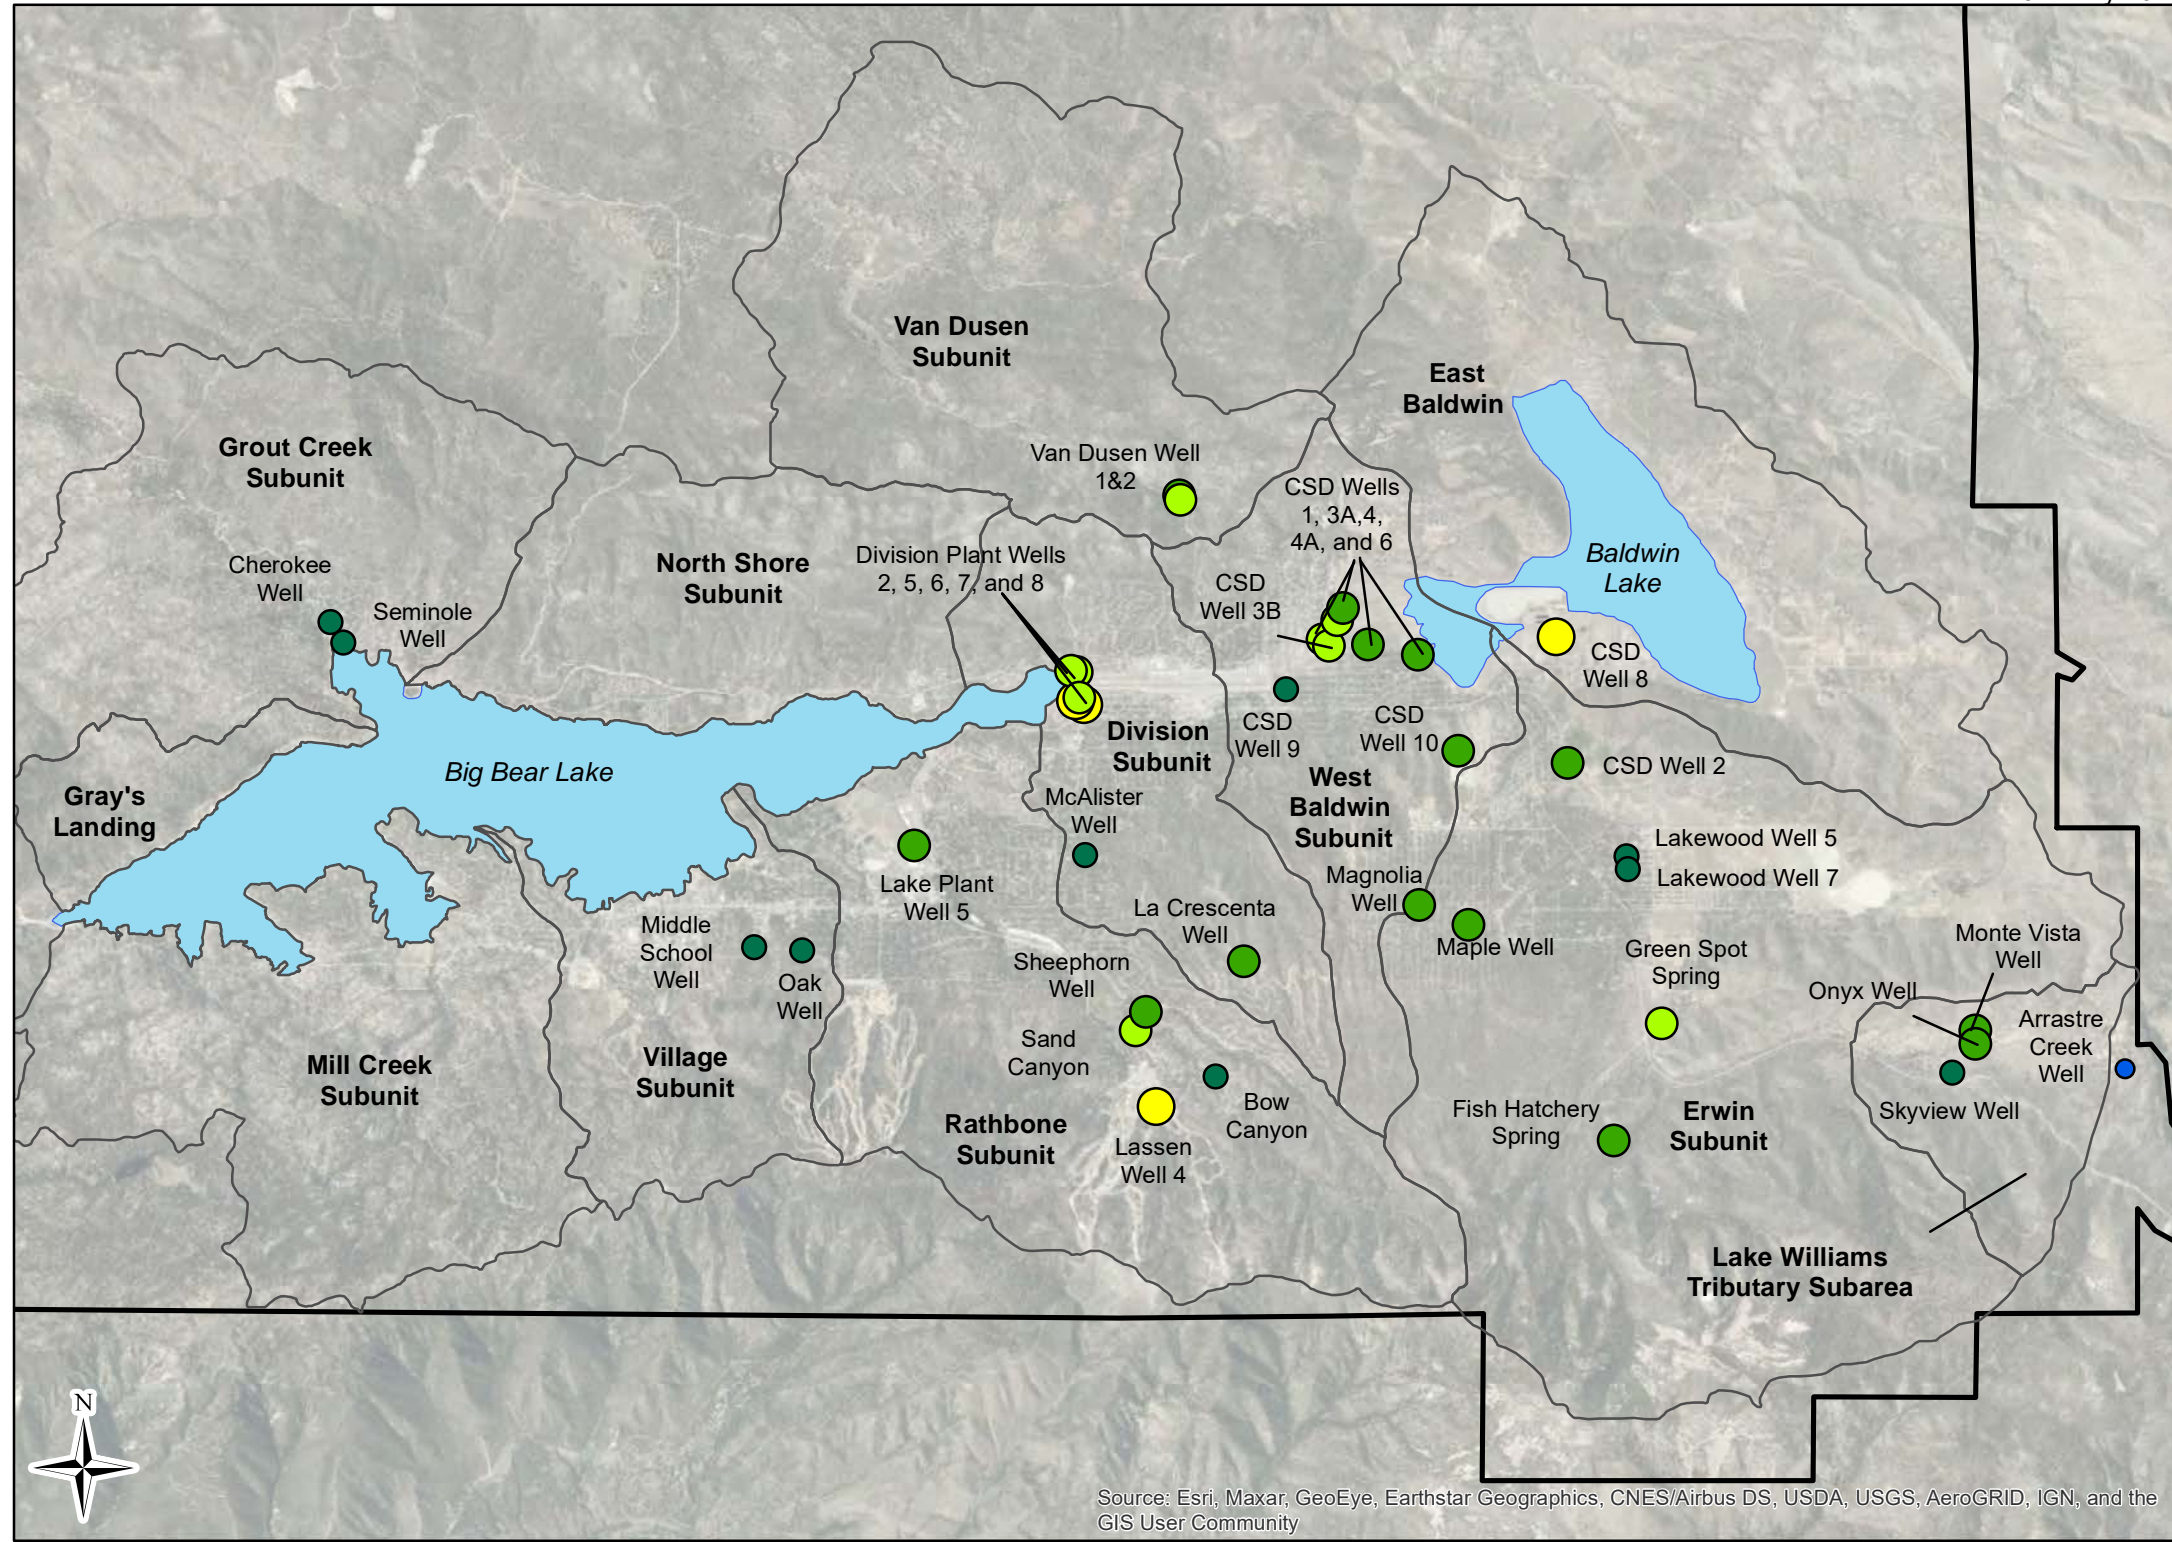 Van Dusen
Subunit
East
Baldwin
Grout Creek
Subunit
Van Dusen Well
1&2
CSD Wells
1, 3A,4,
4A, and 6
Baldwin
Lake
Cherokee
Well
Seminole
Well
North Shore
Subunit
Division Plant Wells
2, 5, 6, 7, and 8
CSD
Well 3B
CSD
Well 8
Division
Subunit
CSD
Well 9
CSD
Well 10
CSD Well 2
Big Bear Lake
Gray's
Landing
McAlister
Well
West
Baldwin
Subunit
Lakewood Well 5
Lakewood Well 7
Lake Plant
Well 5
Magnolia
Well
Maple Well
La Crescenta
Well
Middle
School
Well
Oak
Well
Sheephorn
Well
Green Spot
Spring
Monte Vista
Well
Onyx Well
Arrastre
Creek
Well
Sand
Canyon
Mill Creek
Subunit
Village
Subunit
Rathbone
Subunit
Bow
Canyon
Lassen
Well 4
Fish Hatchery
Spring
Erwin
Subunit
Skyview Well
Lake Williams
Tributary Subarea
N
Source: Esri, Maxar, GeoEye, Earthstar Geographics, CNES/Airbus DS, USDA, USGS, AeroGRID, IGN, and the
GIS User Community